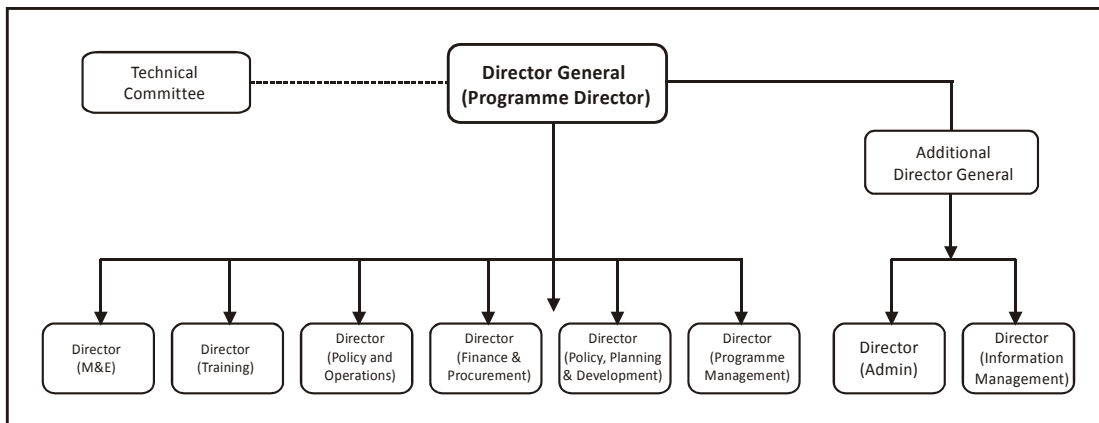 Technical
Committee
Director General
(Programme Director)
Additional
Director General
Director
(M&E)
Director
(Training)
Director
(Policy and
Operations)
Director
(Finance &
Procurement)
Director
(Policy, Planning
& Development)
Director
(Programme
Management)
Director
(Admin)
Director
(Information
Management)